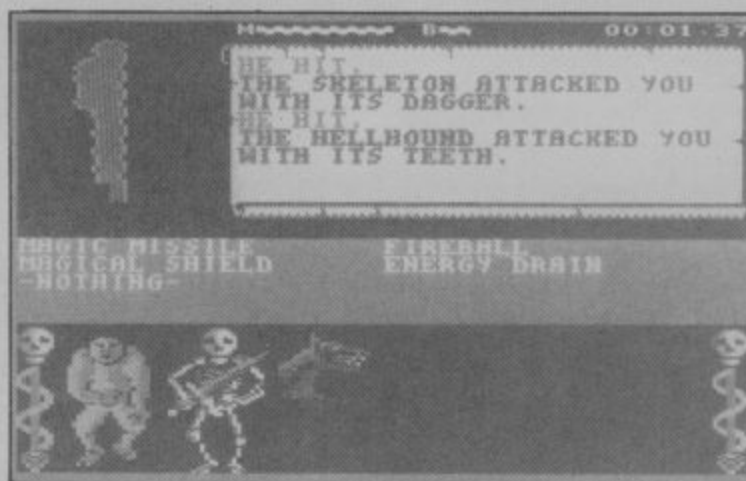 M B 00:01:37
HE HIT.
THE SKELETON ATTACKED YOU
WITH ITS DAGGER.
HE HIT.
THE HELLHOUND ATTACKED YOU
WITH ITS TEETH.
MAGIC MISSILE FIREBALL
MAGICAL SHIELD ENERGY DRAIN
-NOTHING-